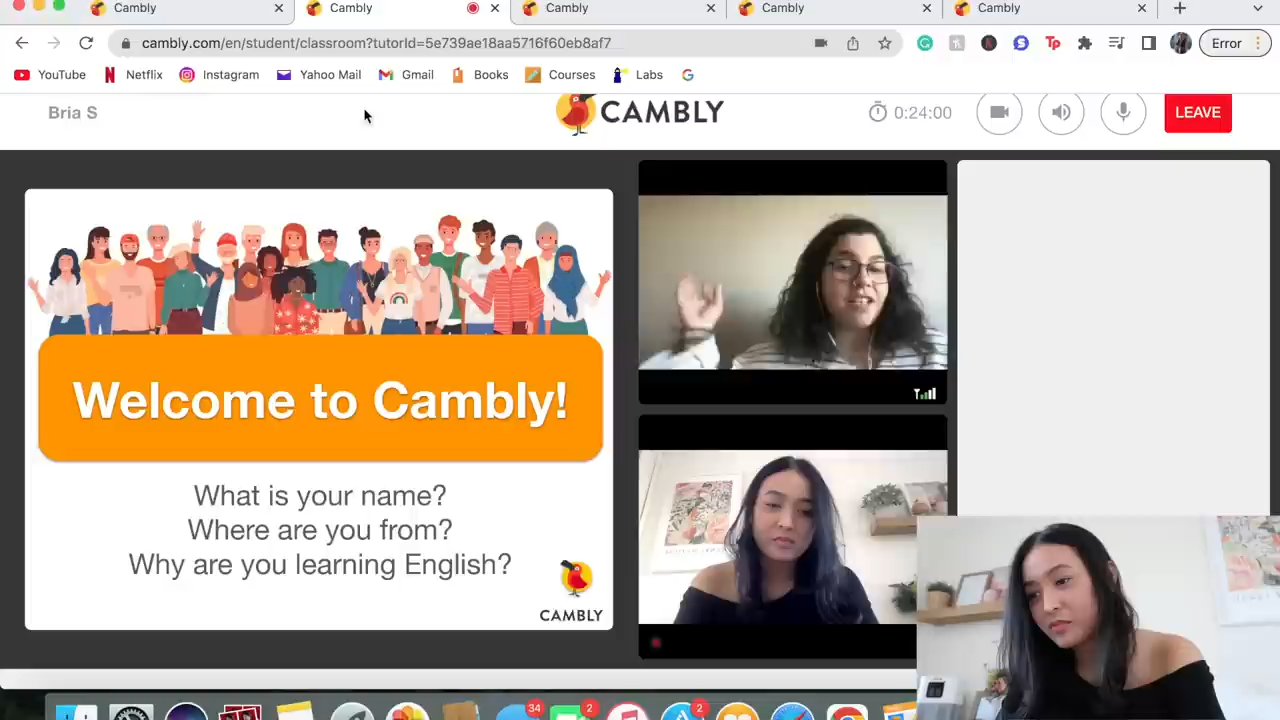 Cambly
Cambly
Cambly
Cambly
Cambly
cambly.com/en/student/classroom?tutorId=5e739ae18aa5716f60eb8af7
Error
YouTube
Netflix
Instagram
Yahoo Mail
Gmail
Books
Courses
Labs
Bria S
CAMBLY
0:24:00
LEAVE
Welcome to Cambly!
What is your name?
Where are you from?
Why are you learning English?
CAMBLY
34
2
2